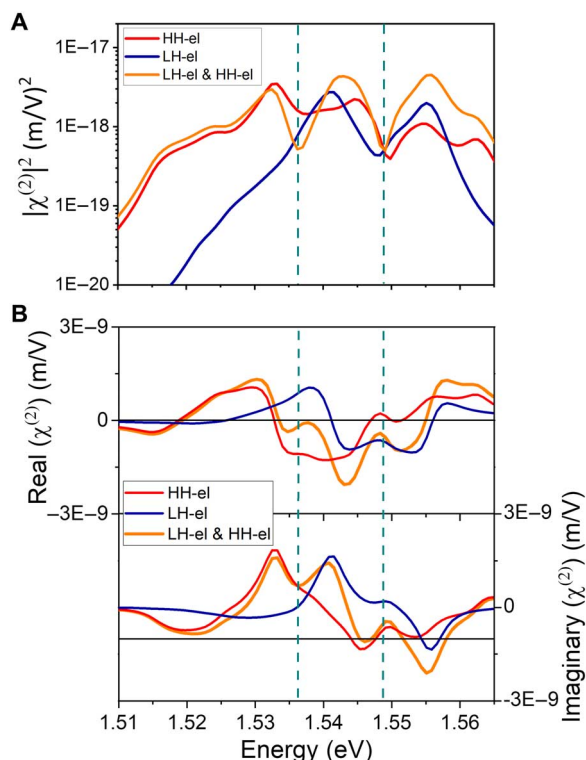 A
1E−17
1E−18
1E−19
1E−20
|χ(2)|2 (m/V)2
HH-el
LH-el
LH-el & HH-el
B
3E−9
0
−3E−9
Real (χ(2)) (m/V)
HH-el
LH-el
LH-el & HH-el
3E−9
0
−3E−9
Imaginary (χ(2)) (m/V)
1.51 1.52 1.53 1.54 1.55 1.56
Energy (eV)